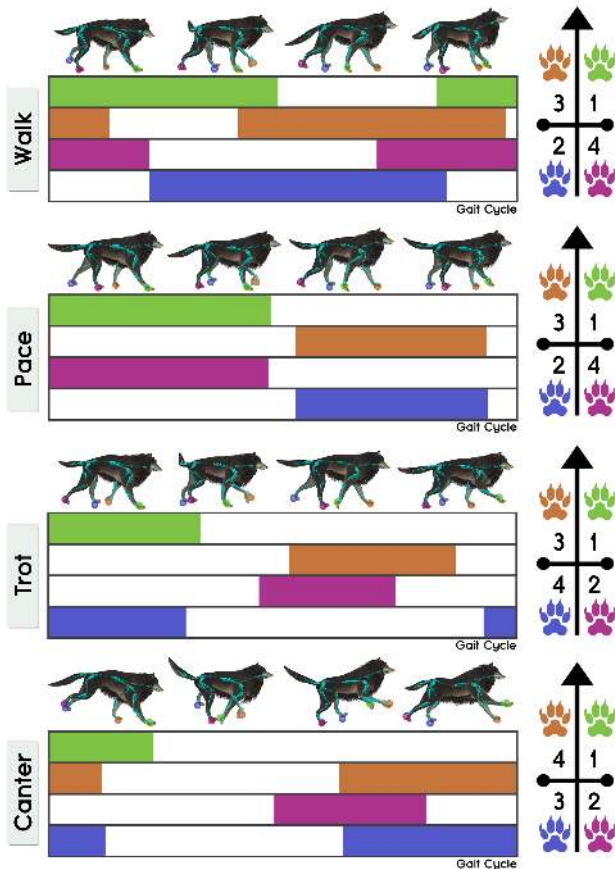 Walk
3 1
2 4
Gait Cycle
Pace
3 1
2 4
Gait Cycle
Trot
3 1
4 2
Gait Cycle
Canter
4 1
3 2
Gait Cycle